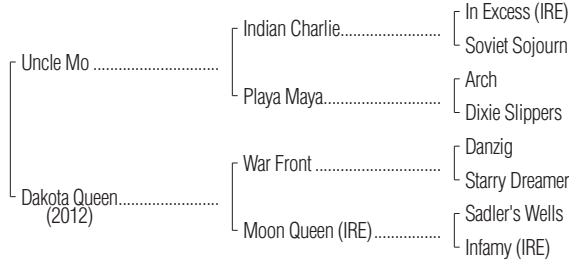 In Excess (IRE)
Indian Charlie....................
Soviet Sojourn
Uncle Mo .........................
Arch
Playa Maya........................
Dixie Slippers
Danzig
War Front .........................
Starry Dreamer
Dakota Queen....................
(2012)
Sadler's Wells
Moon Queen (IRE)..............
Infamy (IRE)